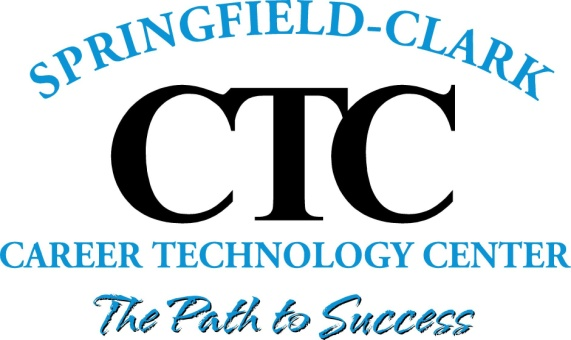 SPRINGFIELD-CLARK
CTC
CAREER TECHNOLOGY CENTER
The Path to Success